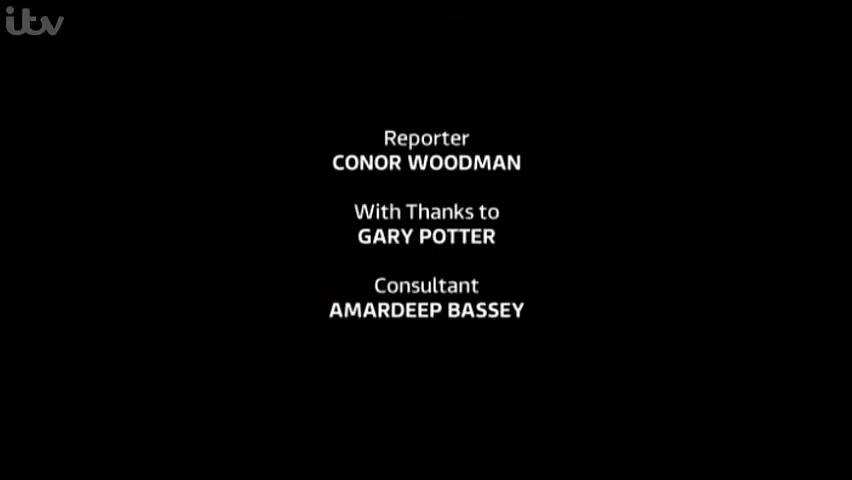 itv
Reporter
CONOR WOODMAN
With Thanks to
GARY POTTER
Consultant
AMARDEEP BASSEY